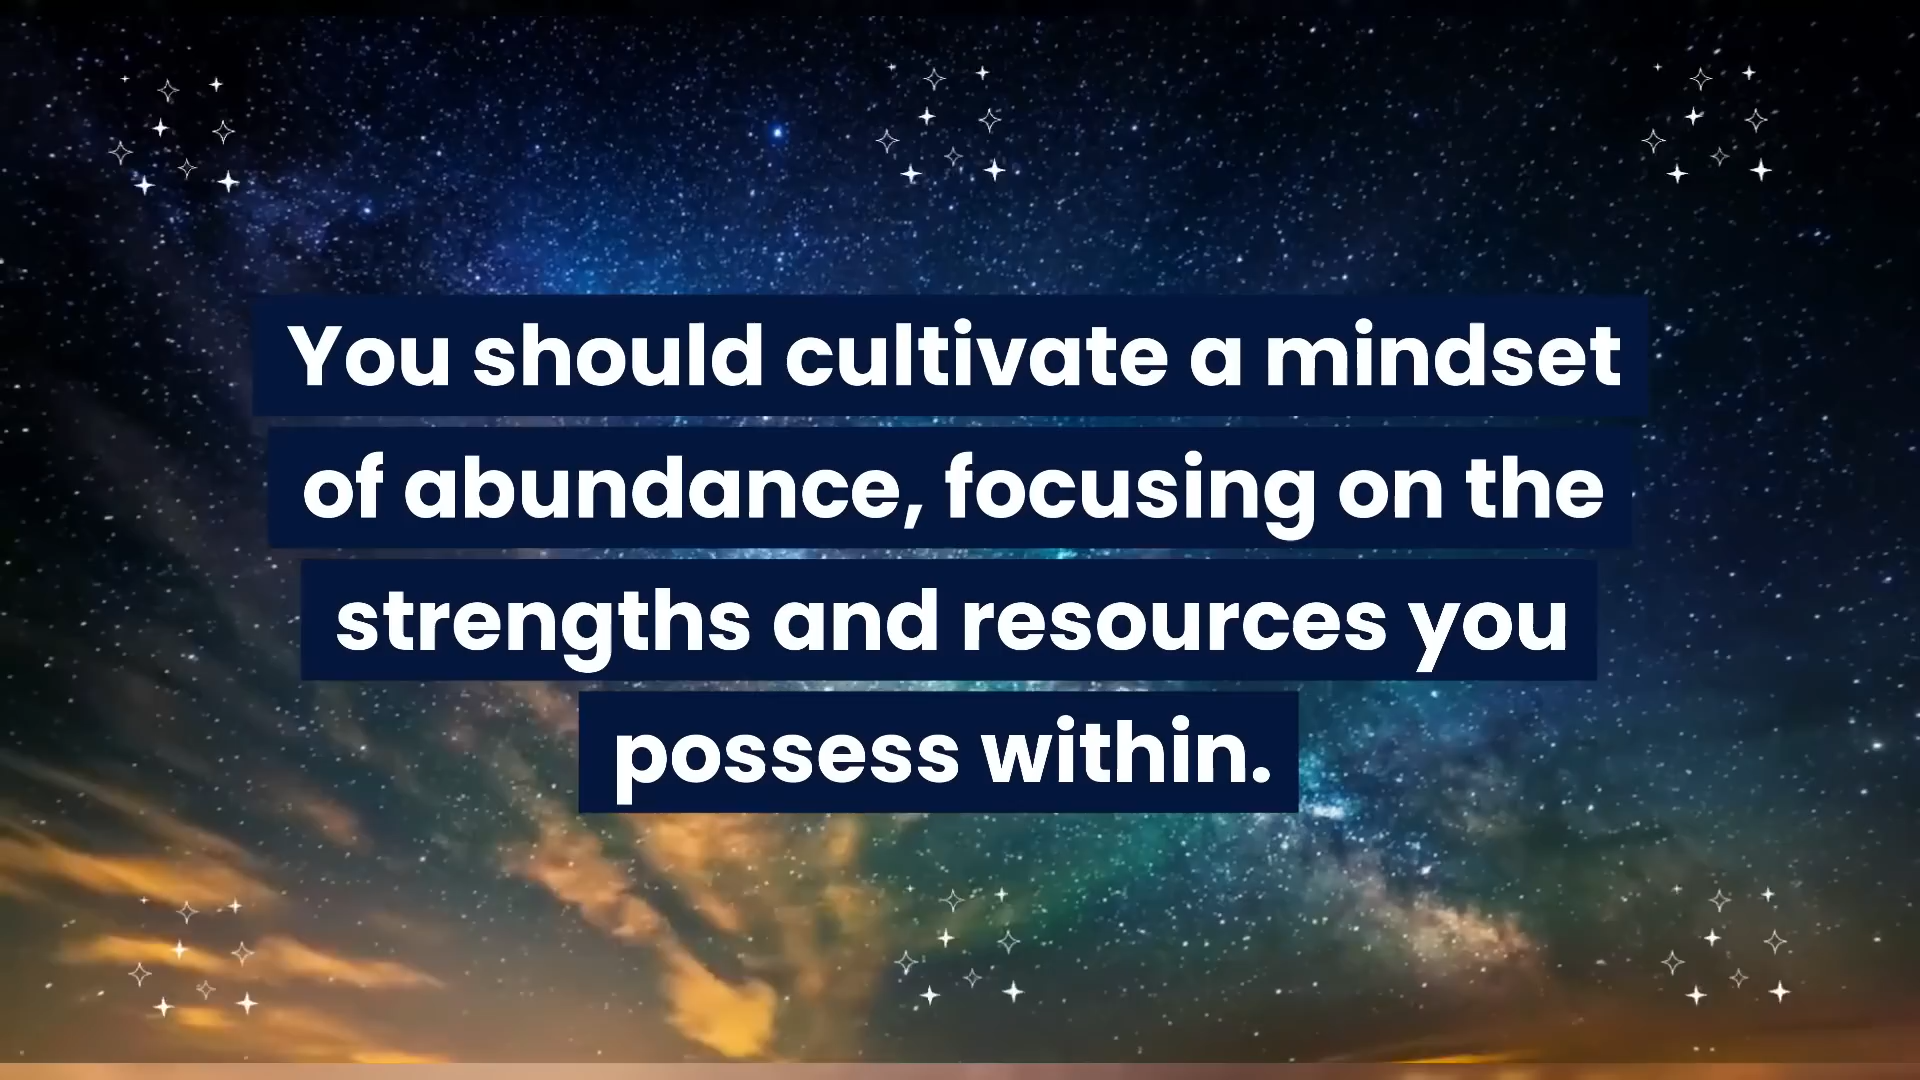 You should cultivate a mindset
of abundance, focusing on the
strengths and resources you
possess within.